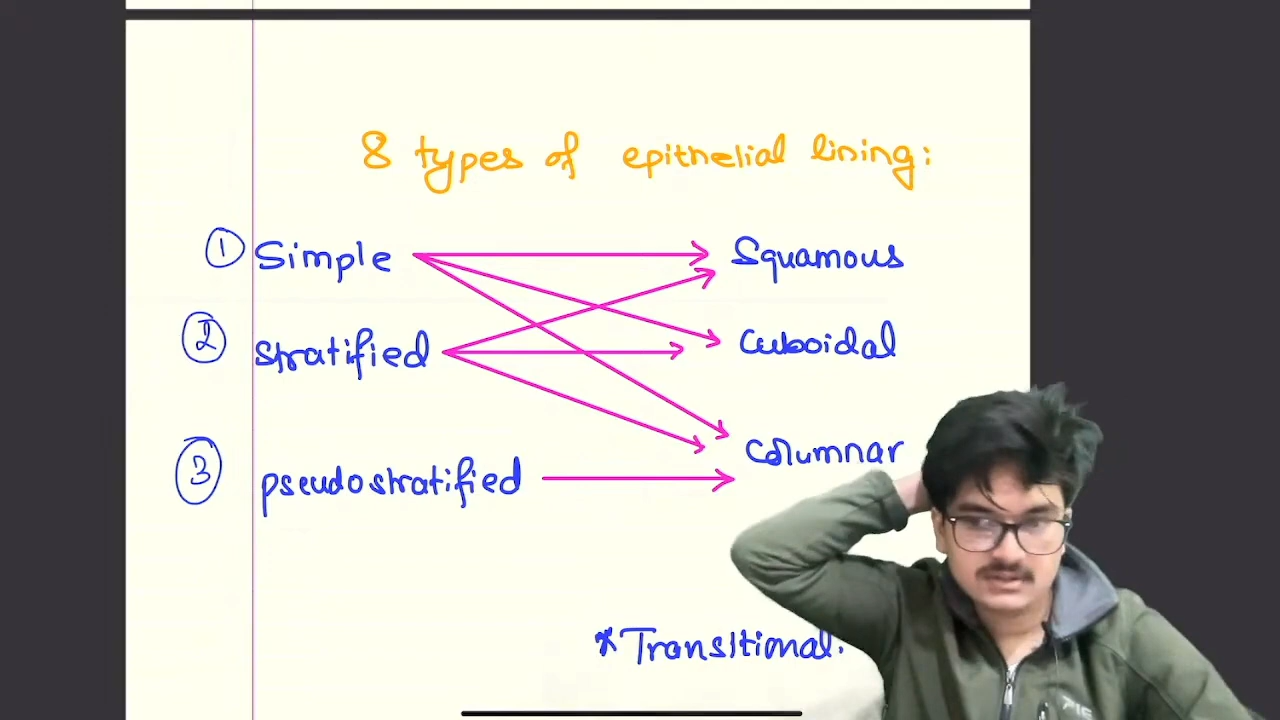 8 types of epithelial lining:
1 Simple Squamous
2 stratified cuboidal
3 pseudostratified columnar
* Transitional.